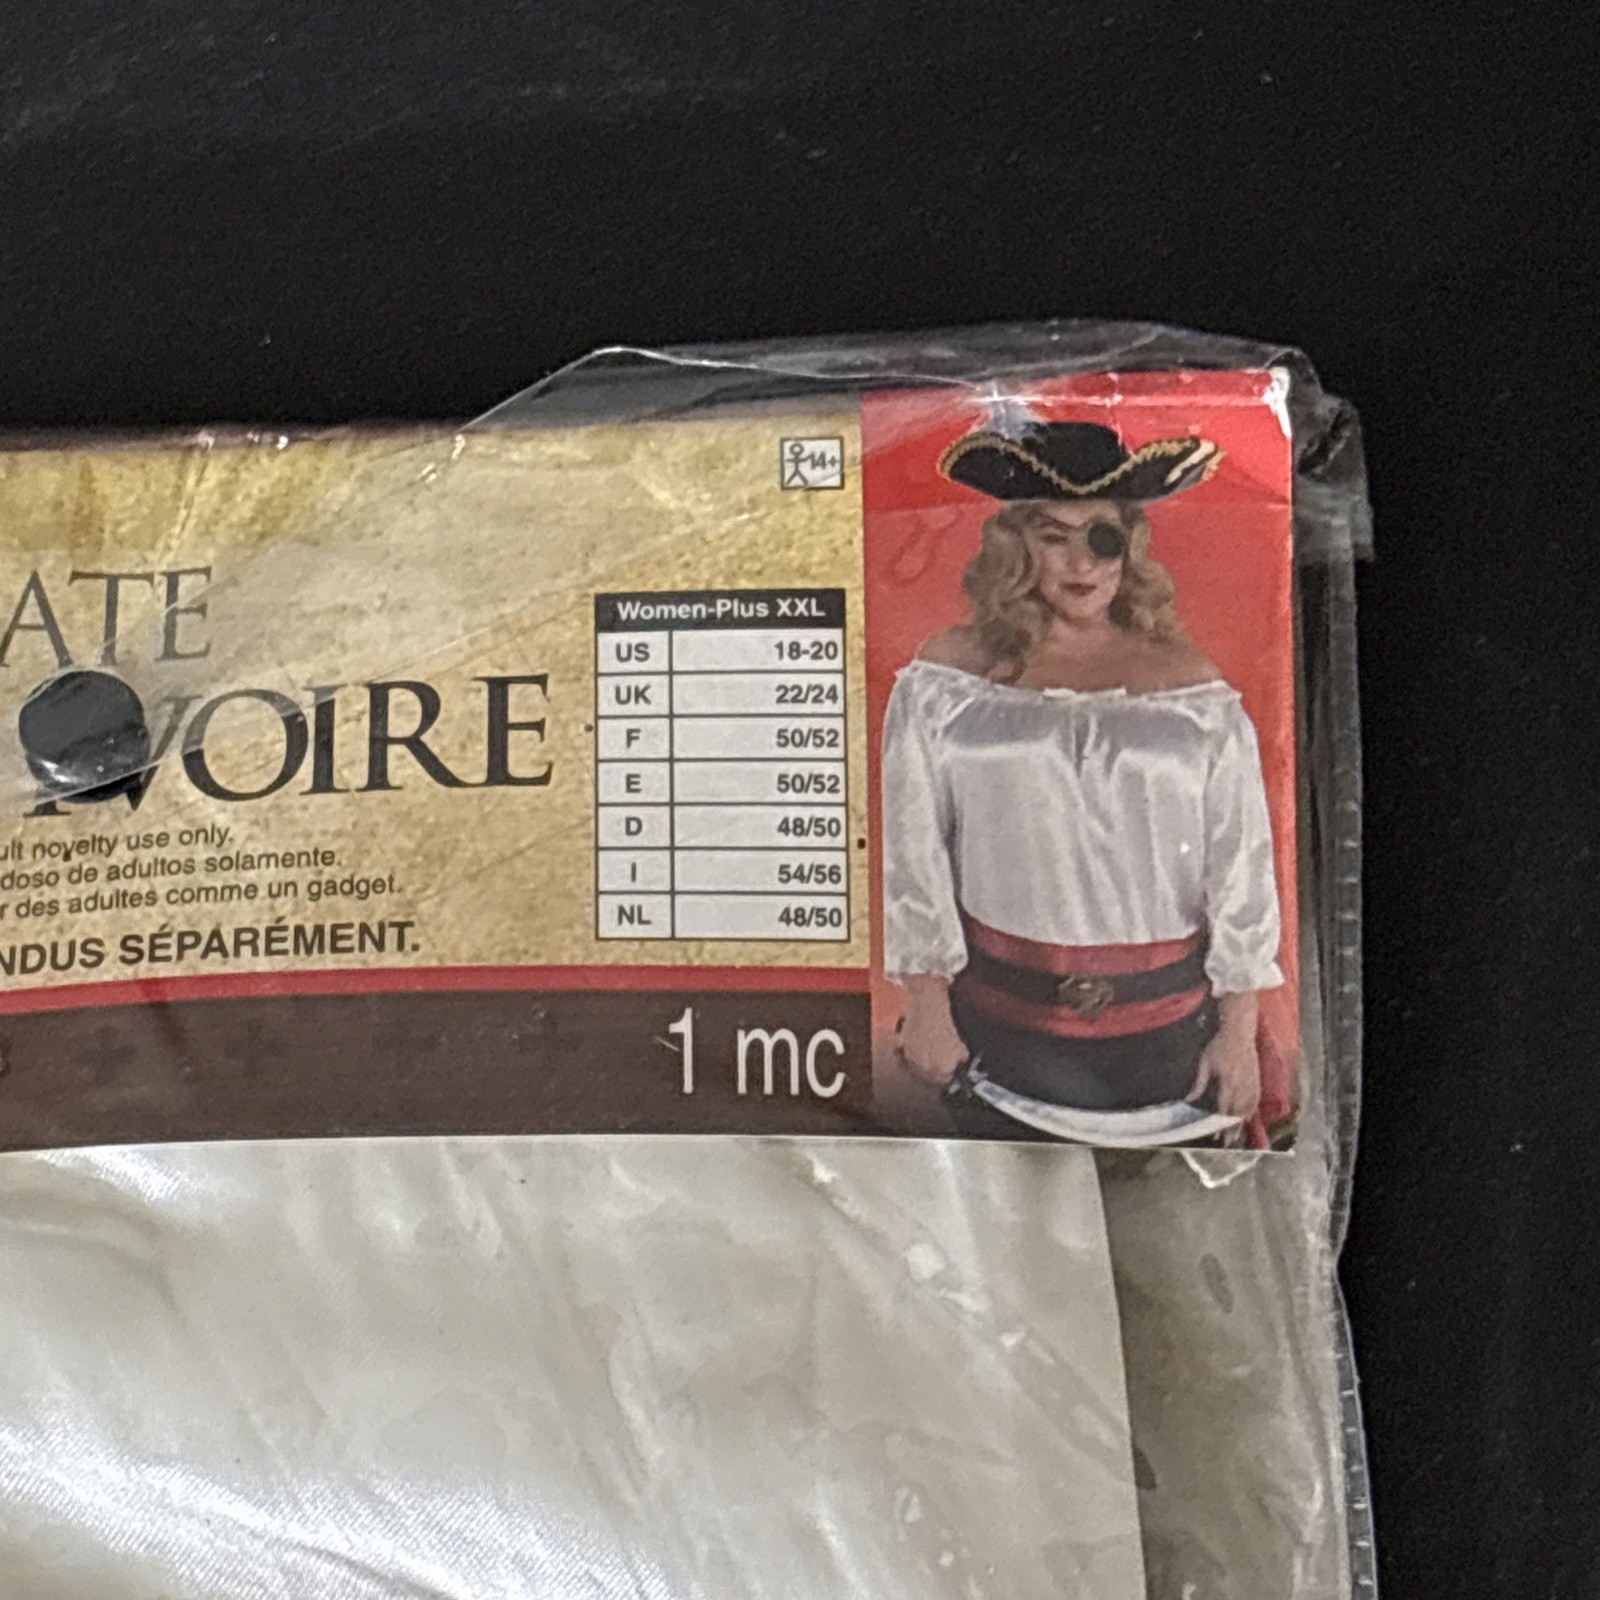 14+
ATE
IVOIRE
ult novelty use only.
doso de adultos solamente.
r des adultes comme un gadget.
NDUS SÉPARÉMENT.
Women-Plus XXL
US 18-20
UK 22/24
F 50/52
E 50/52
D 48/50
I 54/56
NL 48/50
1 mc